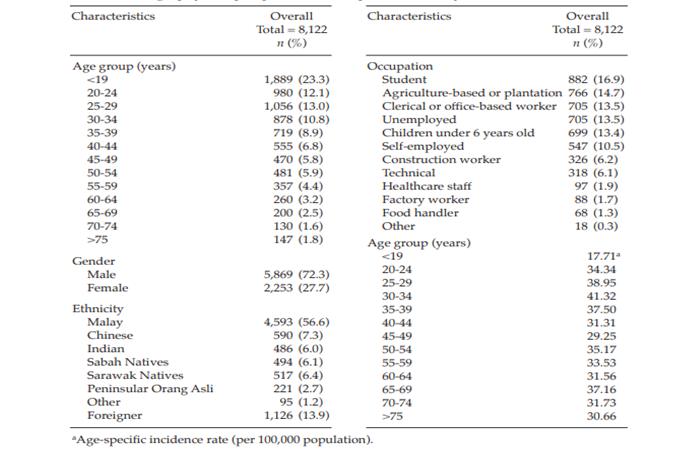 Characteristics Overall
Total = 8,122
n (%)
Age group (years)
<19 1,889 (23.3)
20-24 980 (12.1)
25-29 1,056 (13.0)
30-34 878 (10.8)
35-39 719 (8.9)
40-44 555 (6.8)
45-49 470 (5.8)
50-54 481 (5.9)
55-59 357 (4.4)
60-64 260 (3.2)
65-69 200 (2.5)
70-74 130 (1.6)
>75 147 (1.8)
Gender
Male 5,869 (72.3)
Female 2,253 (27.7)
Ethnicity
Malay 4,593 (56.6)
Chinese 590 (7.3)
Indian 486 (6.0)
Sabah Natives 494 (6.1)
Sarawak Natives 517 (6.4)
Peninsular Orang Asli 221 (2.7)
Other 95 (1.2)
Foreigner 1,126 (13.9)
Characteristics Overall
Total = 8,122
n (%)
Occupation
Student 882 (16.9)
Agriculture-based or plantation 766 (14.7)
Clerical or office-based worker 705 (13.5)
Unemployed 705 (13.5)
Children under 6 years old 699 (13.4)
Self-employed 547 (10.5)
Construction worker 326 (6.2)
Technical 318 (6.1)
Healthcare staff 97 (1.9)
Factory worker 88 (1.7)
Food handler 68 (1.3)
Other 18 (0.3)
Age group (years)
<19 17.71ᵃ
20-24 34.34
25-29 38.95
30-34 41.32
35-39 37.50
40-44 31.31
45-49 29.25
50-54 35.17
55-59 33.53
60-64 31.56
65-69 37.16
70-74 31.73
>75 30.66
ᵃAge-specific incidence rate (per 100,000 population).